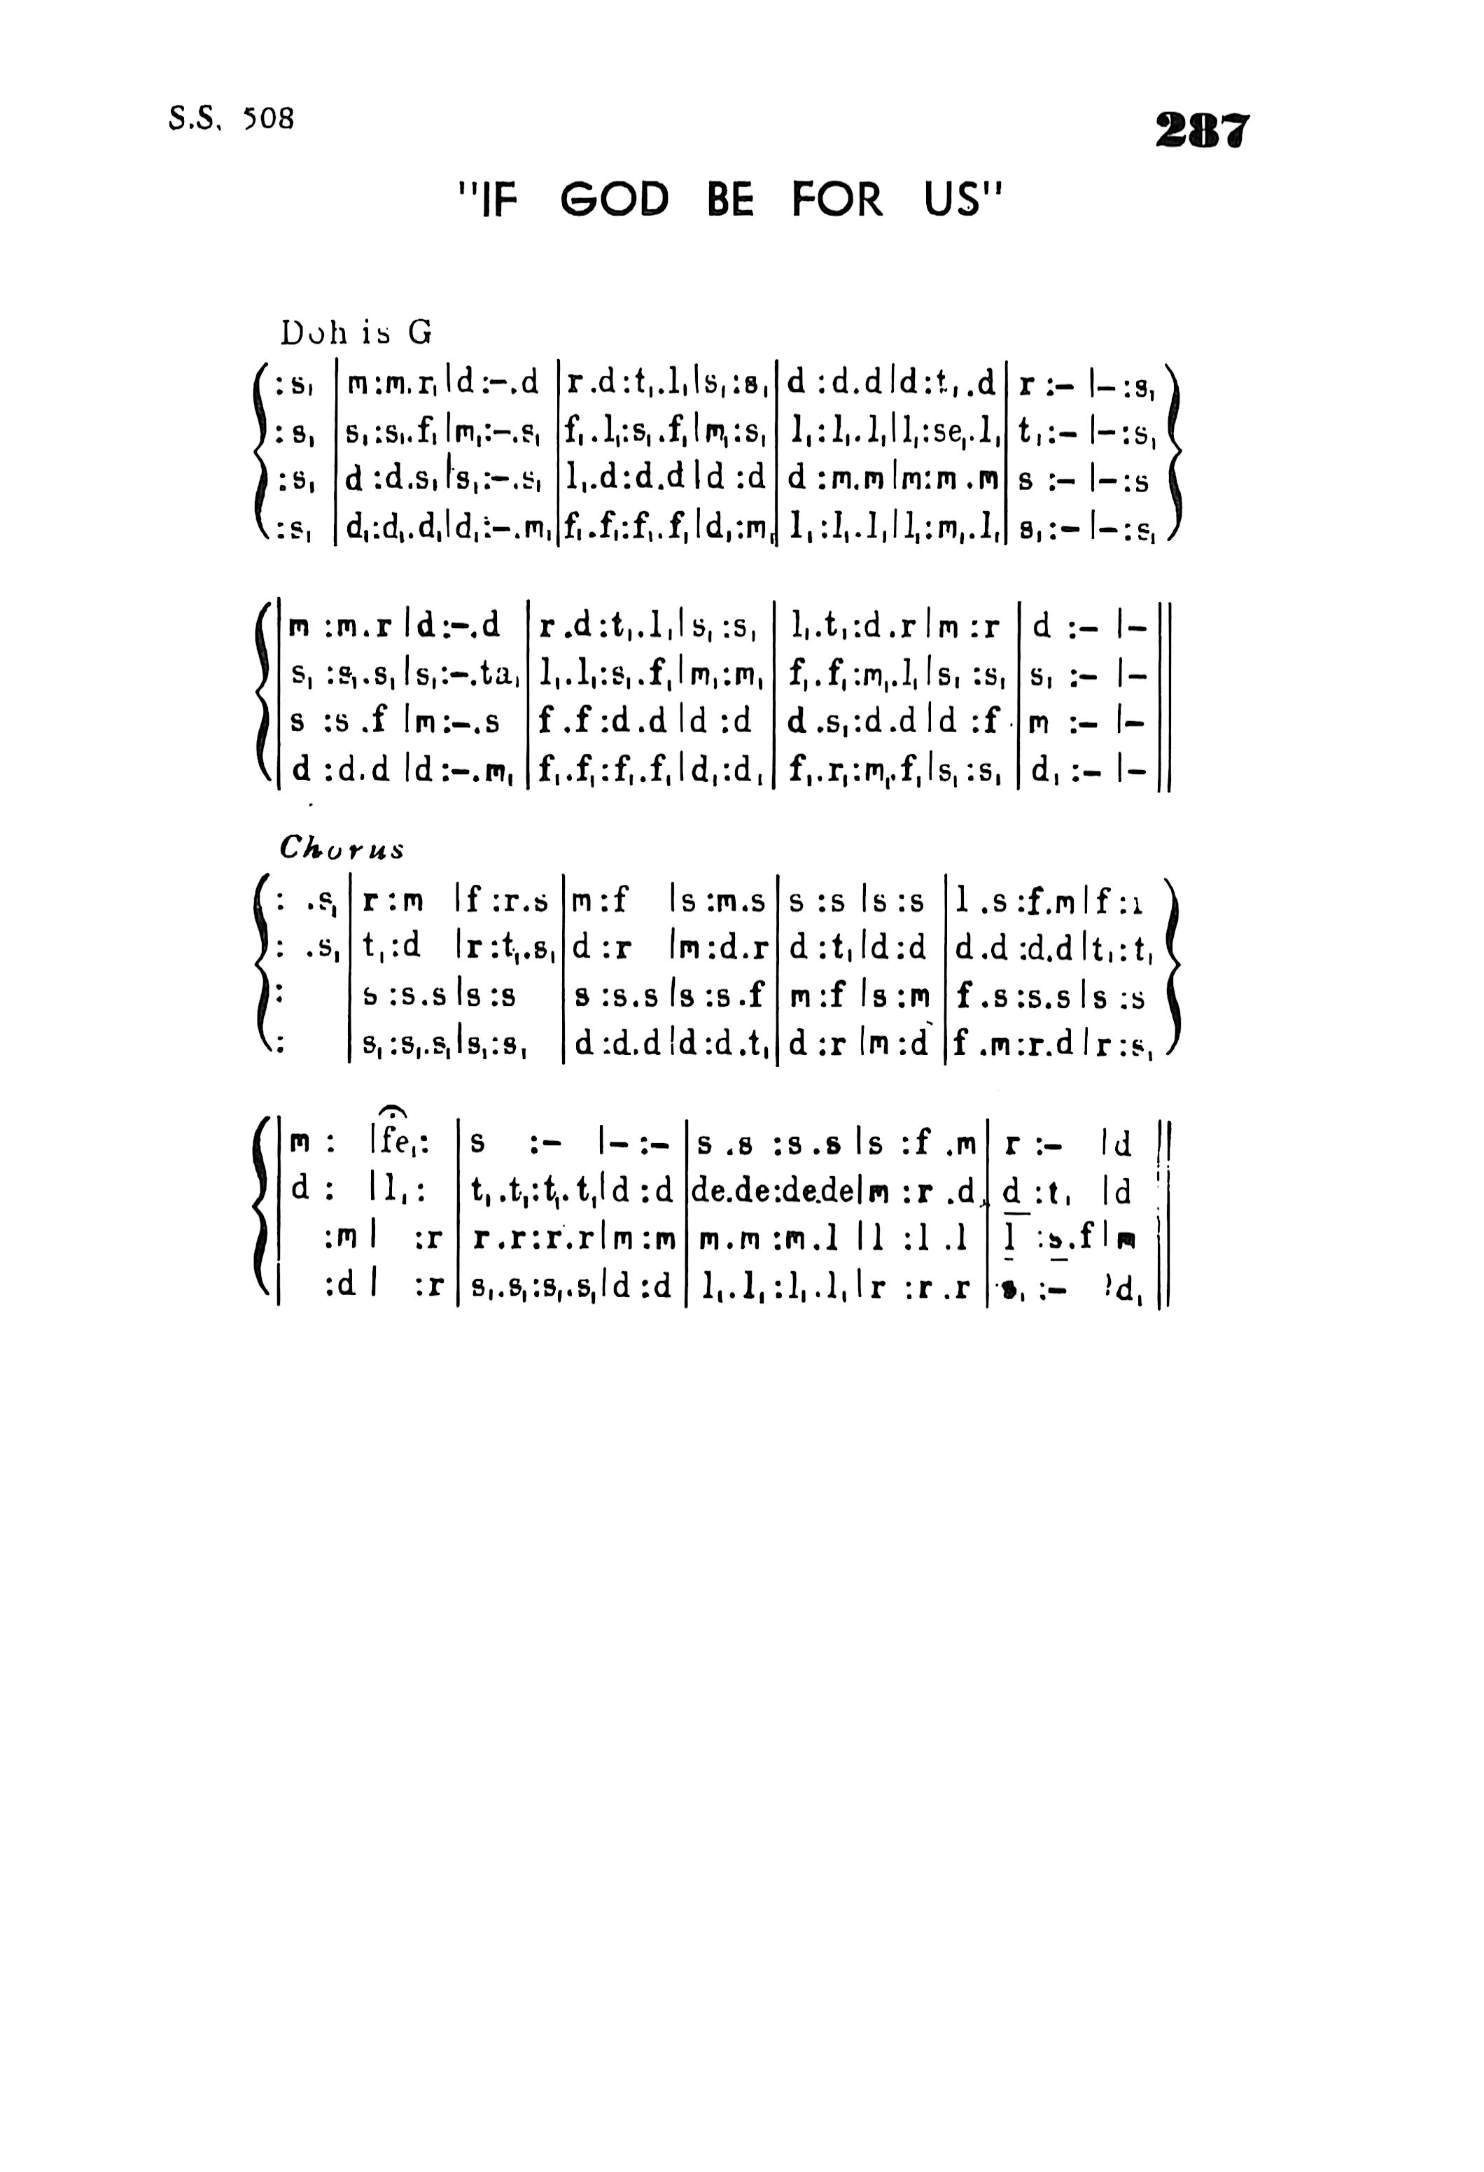 S.S. 508
287
"IF GOD BE FOR US"
Doh is G
:s, | m :m . r, | d :–.d | r .d :t, .l, | s, :s, | d :d . d | d :t, .d | r :– | – :s,
:s, | s, :s, . f, | m, :–.s, | f, .l, :s, .f, | m, :s, | l, :l, . l, | l, :se, .l, | t, :– | – :s,
:s, | d :d . s, | s, :–.s, | l, .d :d .d | d :d | d :m . m | m :m .m | s :– | – :s
:s, | d, :d, . d, | d, :–.m, | f, .f, :f, .f, | d, :m, | l, :l, . l, | l, :m, .l, | s, :– | – :s,
m :m . r | d :–.d | r .d :t, .l, | s, :s, | l, .t, :d .r | m :r | d :– | –
s, :s, . s, | s, :–.ta, | l, .l, :s, .f, | m, :m, | f, .f, :m, .l, | s, :s, | s, :– | –
s :s . f | m :–.s | f .f :d .d | d :d | d .s, :d .d | d :f | m :– | –
d :d . d | d :–.m, | f, .f, :f, .f, | d, :d, | f, .r, :m, .f, | s, :s, | d, :– | –
Chorus
: .s, | r :m | f :r . s | m :f | s :m . s | s :s | s :s | l .s :f . m | f :
: .s, | t, :d | r :t, . s, | d :r | m :d . r | d :t, | d :d | d .d :d . d | t, :t,
: | s :s . s | s :s | s :s . s | s :s . f | m :f | s :m | f .s :s . s | s :s
: | s, :s, . s, | s, :s, | d :d . d | d :d . t, | d :r | m :d | f .m :r . d | r :s,
m : | fe, : | s :– | – :– | s .s :s .s | s :f .m | r :– | d
d : | l, : | t, .t, :t, . t, | d :d | de.de:de.de | m :r .d | d :t, | d
:m | :r | r .r :r . r | m :m | m .m :m .l | l :l .l | l :s . f | m
:d | :r | s, .s, :s, . s, | d :d | l, .l, :l, .l, | r :r .r | s, :– | d,